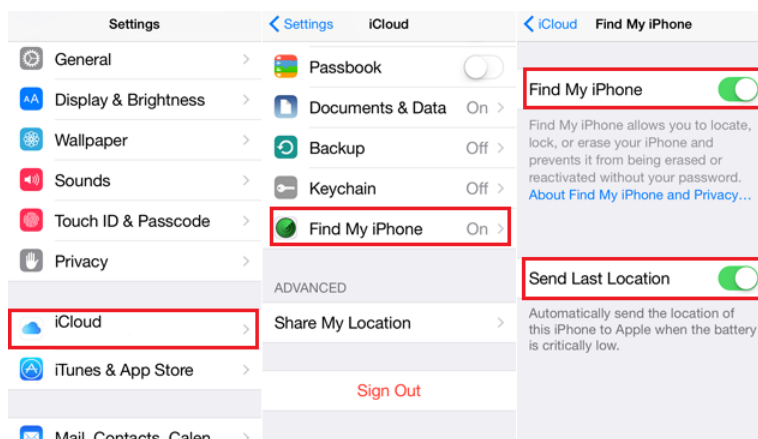 Settings
General
Display & Brightness
Wallpaper
Sounds
Touch ID & Passcode
Privacy
iCloud
iTunes & App Store
Mail, Contacts, Calen
Settings iCloud
Passbook
Documents & Data On
Backup Off
Keychain Off
Find My iPhone On
ADVANCED
Share My Location
Sign Out
iCloud Find My iPhone
Find My iPhone
Find My iPhone allows you to locate,
lock, or erase your iPhone and
prevents it from being erased or
reactivated without your password.
About Find My iPhone and Privacy…
Send Last Location
Automatically send the location of
this iPhone to Apple when the battery
is critically low.